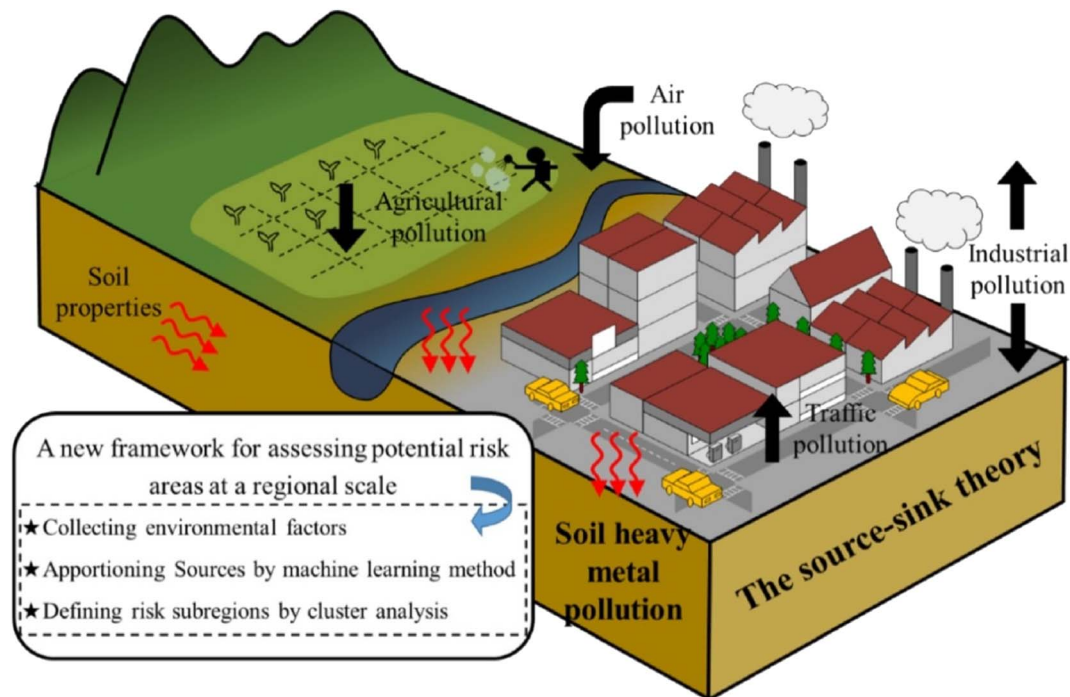 Air
pollution
Agricultural
pollution
Industrial
pollution
Soil
properties
Traffic
pollution
A new framework for assessing potential risk
areas at a regional scale
★Collecting environmental factors
★Apportioning Sources by machine learning method
★Defining risk subregions by cluster analysis
Soil heavy
metal
pollution
The source-sink theory